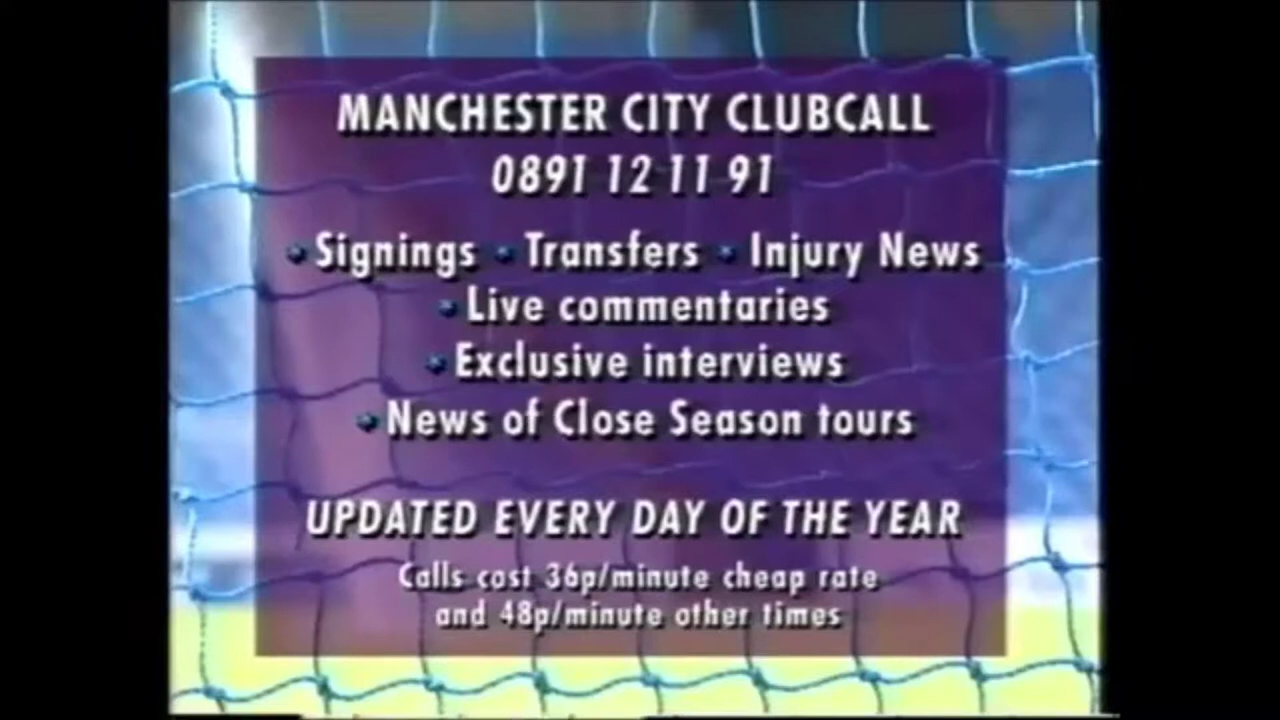 MANCHESTER CITY CLUBCALL
0891 12 11 91
• Signings • Transfers • Injury News
• Live commentaries
• Exclusive interviews
• News of Close Season tours
UPDATED EVERY DAY OF THE YEAR
Calls cost 36p/minute cheap rate
and 48p/minute other times